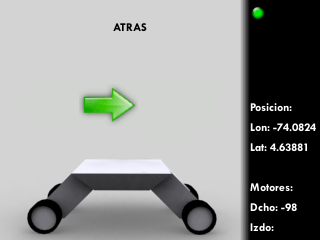 ATRAS
Posicion:
Lon: -74.0824
Lat: 4.63881
Motores:
Dcho: -98
Izdo: